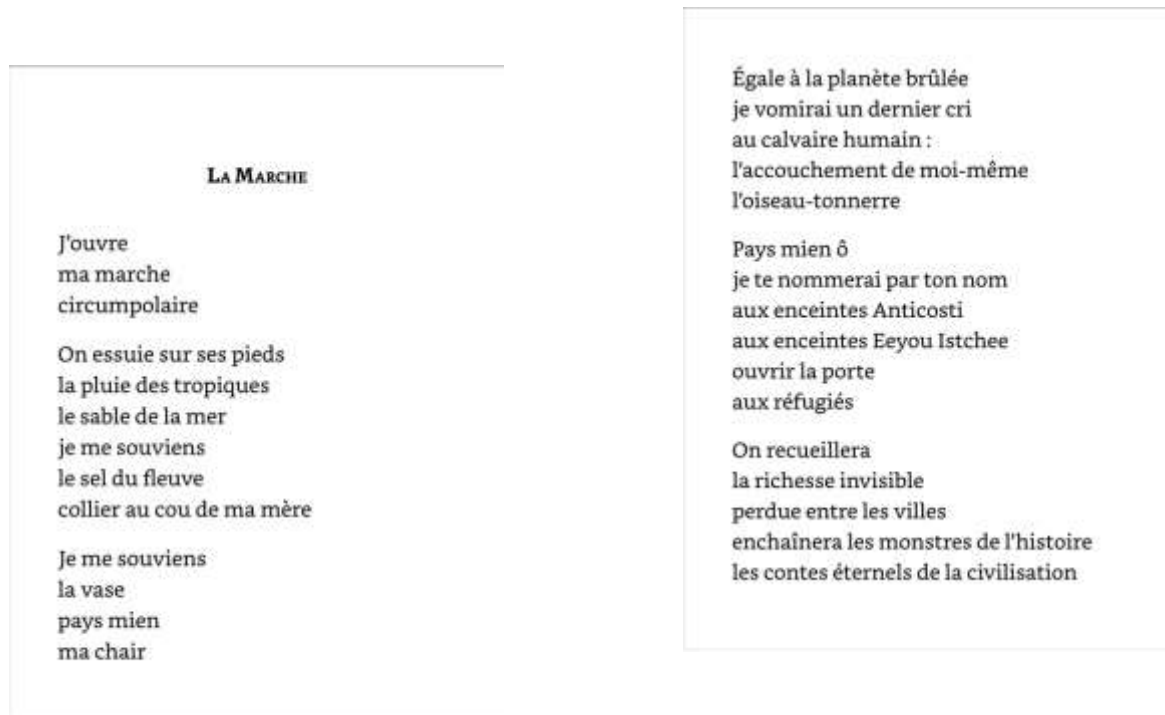 La Marche
J'ouvre
ma marche
circumpolaire
On essuie sur ses pieds
la pluie des tropiques
le sable de la mer
je me souviens
le sel du fleuve
collier au cou de ma mère
Je me souviens
la vase
pays mien
ma chair
Égale à la planète brûlée
je vomirai un dernier cri
au calvaire humain :
l'accouchement de moi-même
l'oiseau-tonnerre
Pays mien ô
je te nommerai par ton nom
aux enceintes Anticosti
aux enceintes Eeyou Istchee
ouvrir la porte
aux réfugiés
On recueillera
la richesse invisible
perdue entre les villes
enchaînera les monstres de l'histoire
les contes éternels de la civilisation